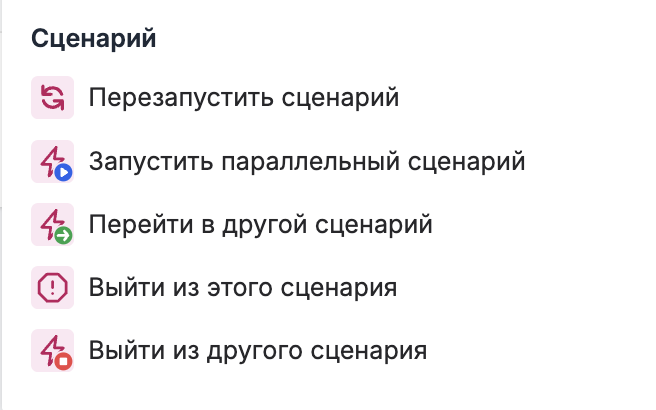 Сценарий
Перезапустить сценарий
Запустить параллельный сценарий
Перейти в другой сценарий
Выйти из этого сценария
Выйти из другого сценария